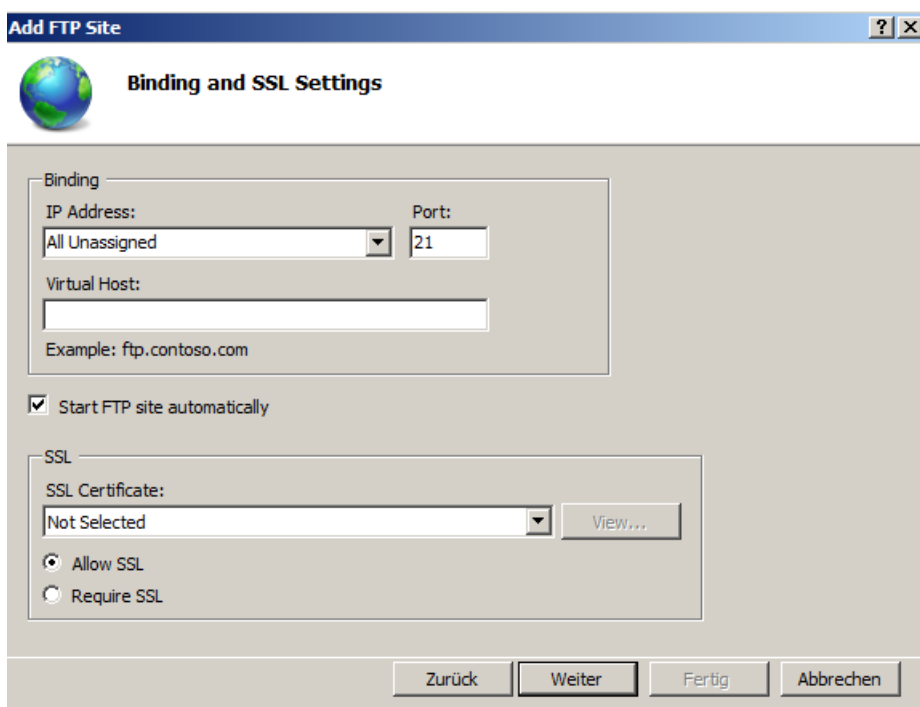 Add FTP Site
Binding and SSL Settings
Binding
IP Address: Port:
All Unassigned 21
Virtual Host:
Example: ftp.contoso.com
Start FTP site automatically
SSL
SSL Certificate:
Not Selected View...
Allow SSL
Require SSL
Zurück Weiter Fertig Abbrechen